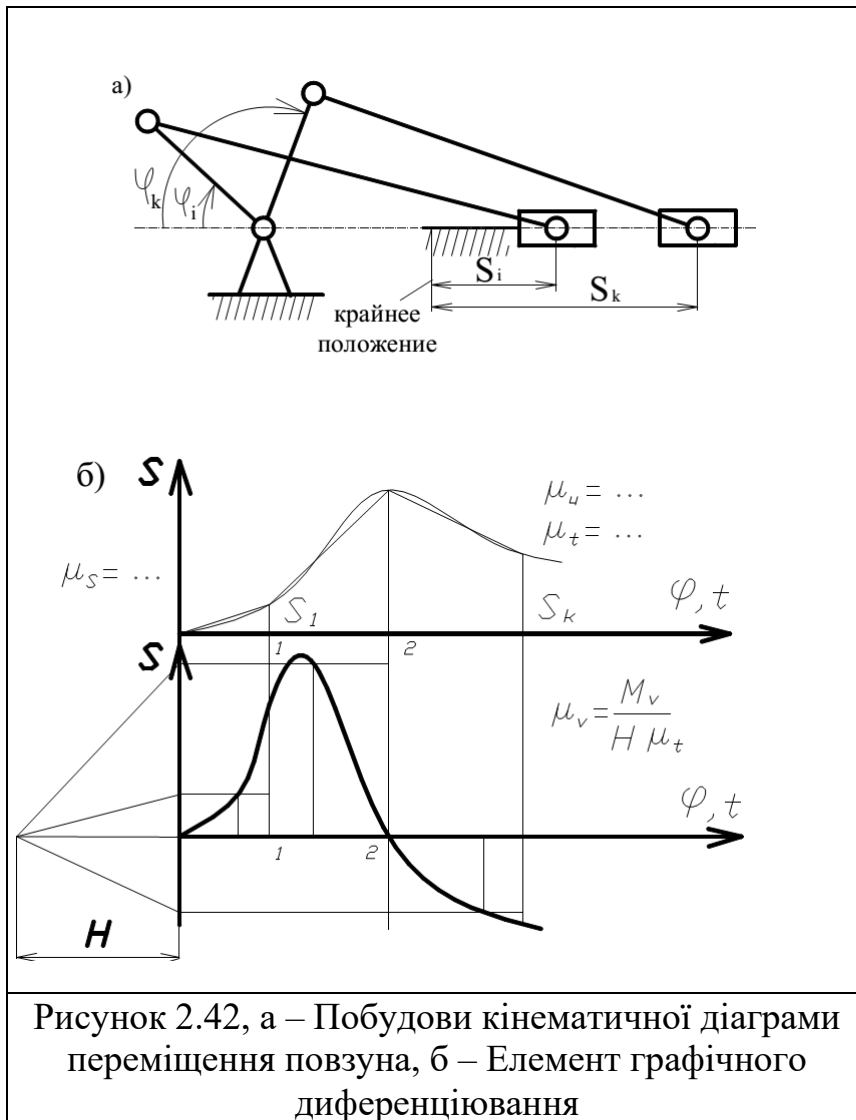 а)
φk
φi
Si
Sk
крайнее
положение
б)
S
μu = ...
μt = ...
μs = ...
S1
Sк
φ, t
1
2
S
μv = Mv / H μt
φ, t
1
2
H
Рисунок 2.42, а – Побудови кінематичної діаграми
переміщення повзуна, б – Елемент графічного
диференціювання